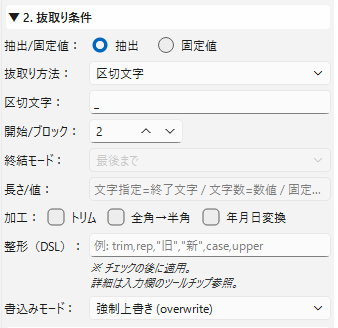 ▼ 2. 抜取り条件
抽出/固定値： 抽出 固定値
抜取り方法： 区切文字
区切文字： _
開始/ブロック： 2
終結モード： 最後まで
長さ/値： 文字指定=終了文字 / 文字数=数値 / 固定...
加工： トリム 全角→半角 年月日変換
整形（DSL）： 例: trim,rep,"旧","新",case,upper
※ チェックの後に適用。
詳細は入力欄のツールチップ参照。
書込みモード： 強制上書き (overwrite)